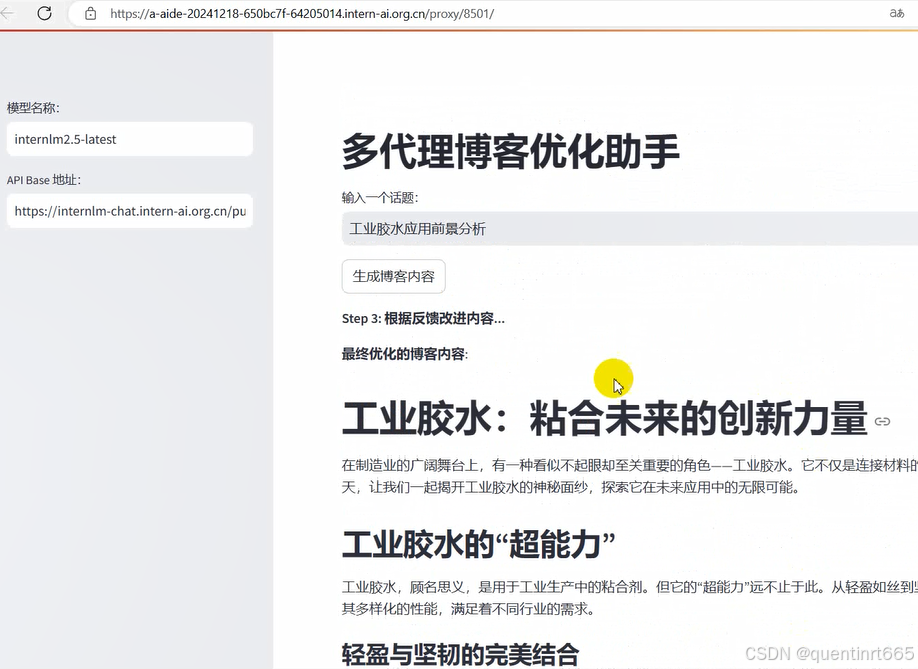 https://a-aide-20241218-650bc7f-64205014.intern-ai.org.cn/proxy/8501/
aあ
模型名称：
internlm2.5-latest
API Base 地址：
https://internlm-chat.intern-ai.org.cn/pu
多代理博客优化助手
输入一个话题：
工业胶水应用前景分析
生成博客内容
Step 3: 根据反馈改进内容...
最终优化的博客内容:
工业胶水：粘合未来的创新力量
在制造业的广阔舞台上，有一种看似不起眼却至关重要的角色——工业胶水。它不仅是连接材料的
天，让我们一起揭开工业胶水的神秘面纱，探索它在未来应用中的无限可能。
工业胶水的“超能力”
工业胶水，顾名思义，是用于工业生产中的粘合剂。但它的“超能力”远不止于此。从轻盈如丝到坚
其多样化的性能，满足着不同行业的需求。
轻盈与坚韧的完美结合
CSDN @quentinrt665